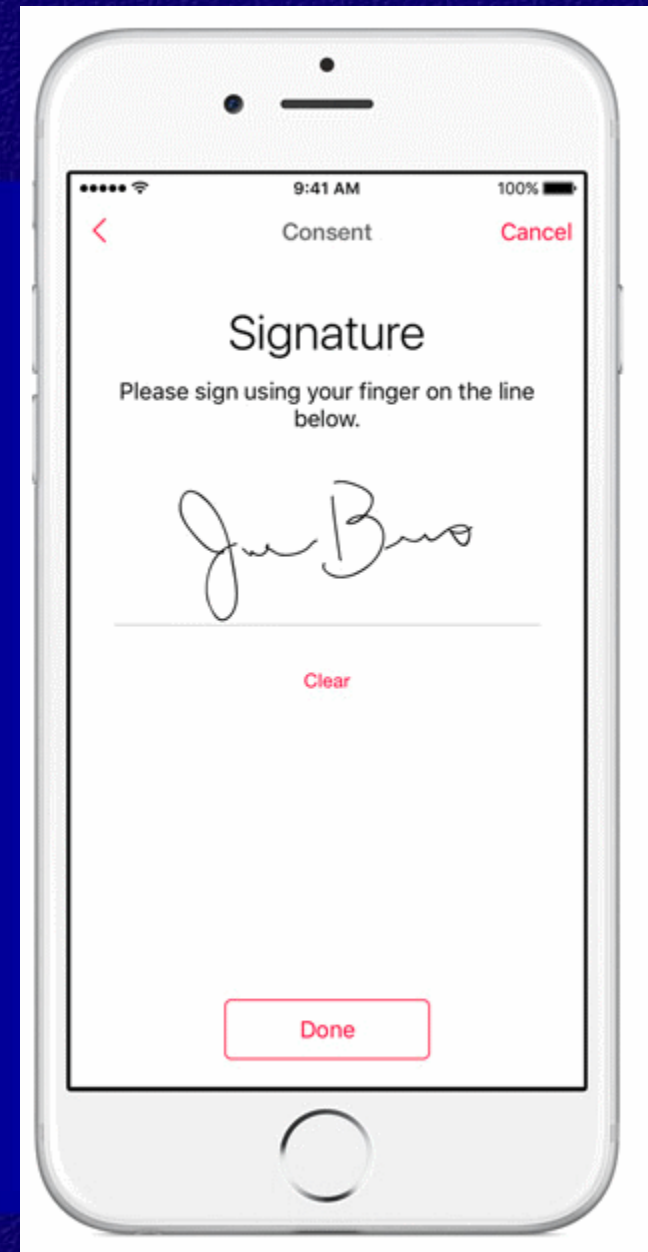 9:41 AM 100%
Consent Cancel
Signature
Please sign using your finger on the line
below.
Clear
Done